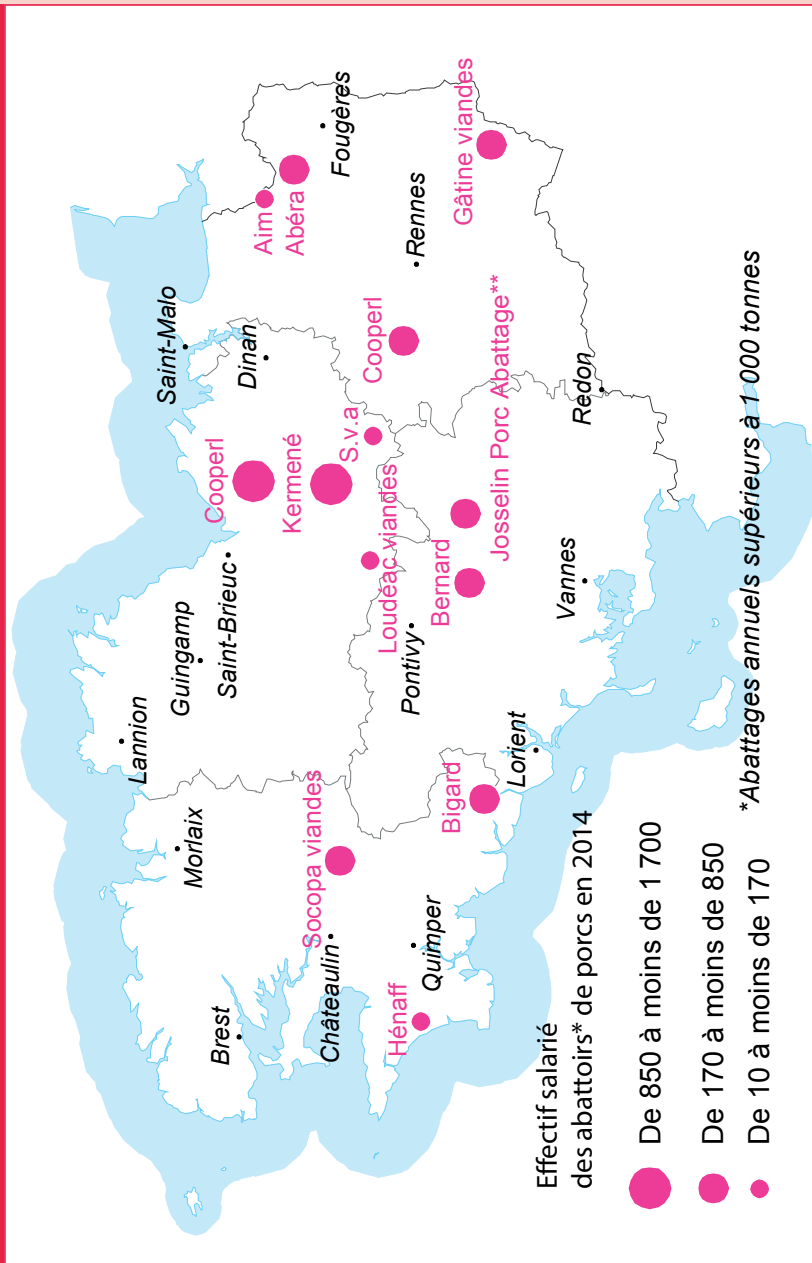 Saint-Malo
Lannion
Aim
Abéra
Guingamp
Morlaix
Cooperl
Dinan
Fougères
Saint-Brieuc
Brest
Kermené
Socopa viandes
Châteaulin
S.v.a
Loudéac viandes
Cooperl
Rennes
Pontivy
Quimper
Hénaff
Bernard
Gâtine viandes
Bigard
Josselin Porc Abattage**
Lorient
Vannes
Redon
Effectif salarié
des abattoirs* de porcs en 2014
De 850 à moins de 1 700
De 170 à moins de 850
De 10 à moins de 170
*Abattages annuels supérieurs à 1 000 tonnes